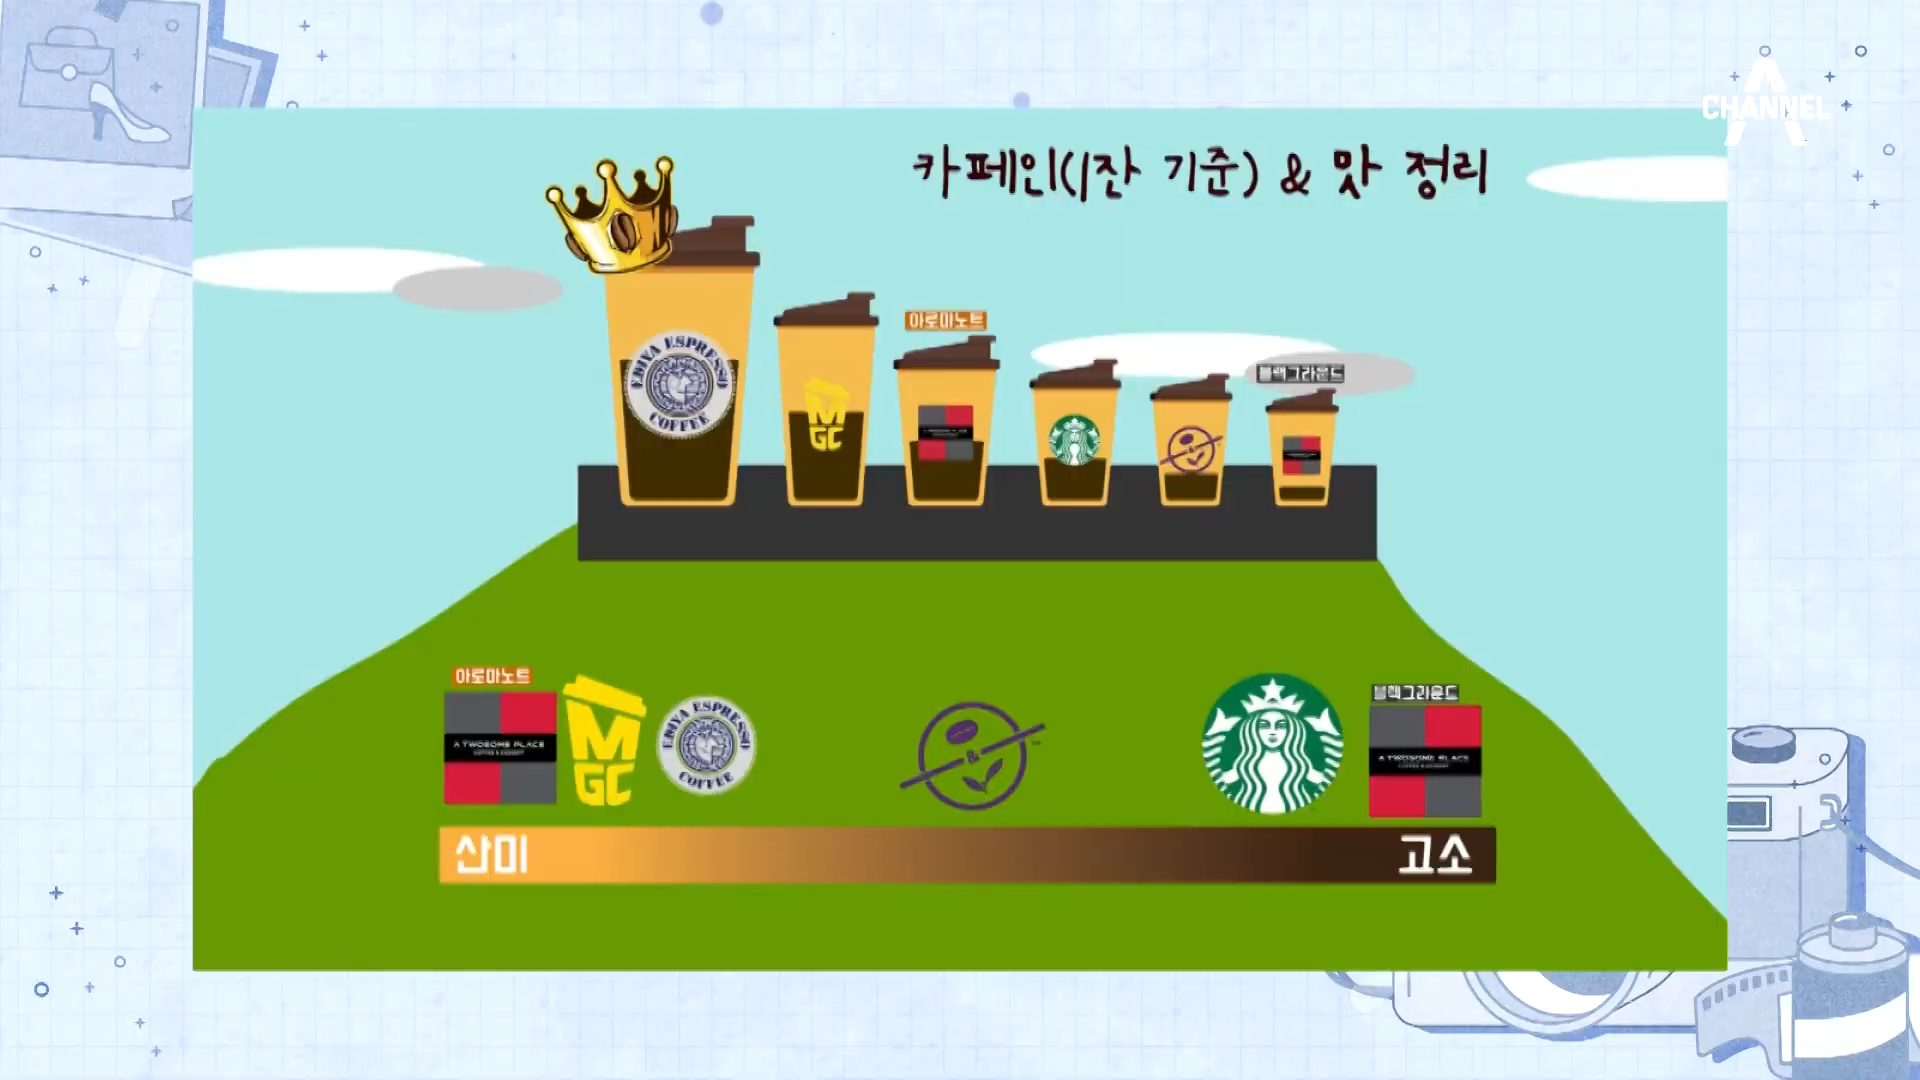 CHANNEL A
카페인(1잔 기준) & 맛 정리
EDIYA ESPRESSO
COFFEE
MGC
아로마노트
블랙그라운드
아로마노트
A TWOSOME PLACE
MGC
EDIYA ESPRESSO
COFFEE
&
블랙그라운드
A TWOSOME PLACE
산미
고소